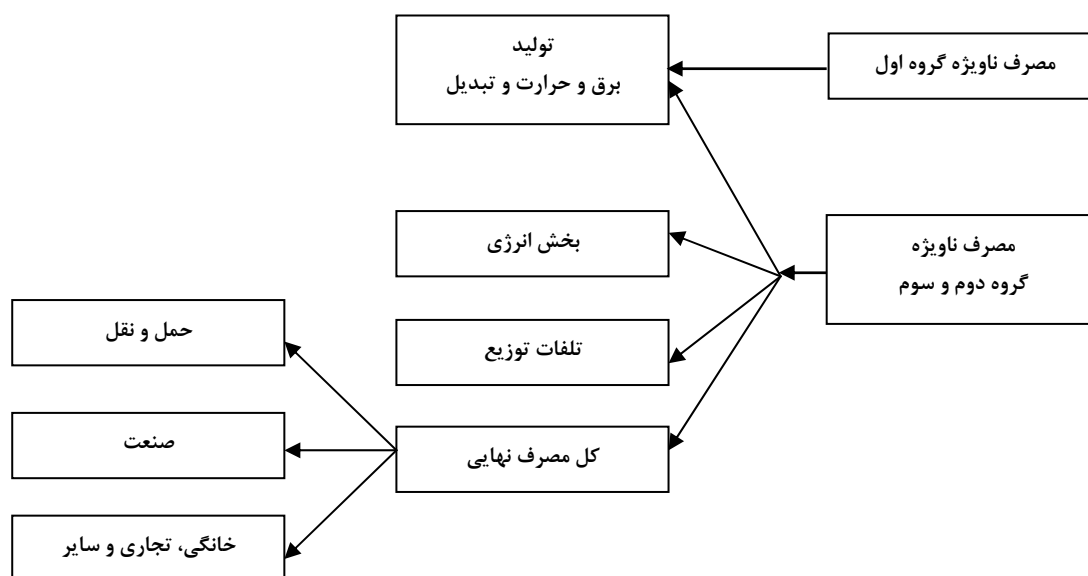 تولید
برق و حرارت و تبدیل
مصرف ناویژه گروه اول
بخش انرژی
مصرف ناویژه
گروه دوم و سوم
حمل و نقل
تلفات توزیع
صنعت
کل مصرف نهایی
خانگی، تجاری و سایر